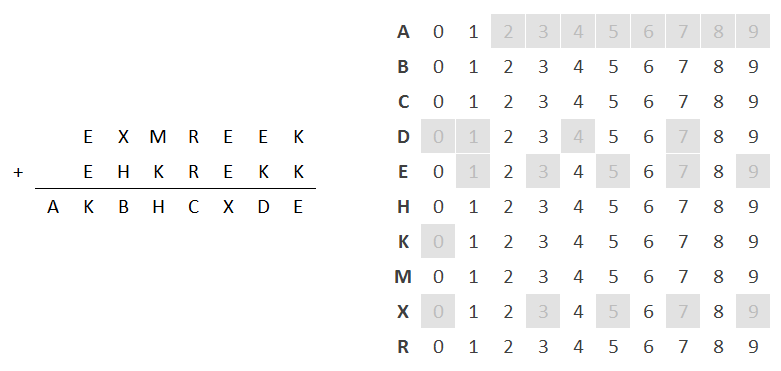 E X M R E E K
+ E H K R E K K
A K B H C X D E
A 0 1 2 3 4 5 6 7 8 9
B 0 1 2 3 4 5 6 7 8 9
C 0 1 2 3 4 5 6 7 8 9
D 0 1 2 3 4 5 6 7 8 9
E 0 1 2 3 4 5 6 7 8 9
H 0 1 2 3 4 5 6 7 8 9
K 0 1 2 3 4 5 6 7 8 9
M 0 1 2 3 4 5 6 7 8 9
X 0 1 2 3 4 5 6 7 8 9
R 0 1 2 3 4 5 6 7 8 9